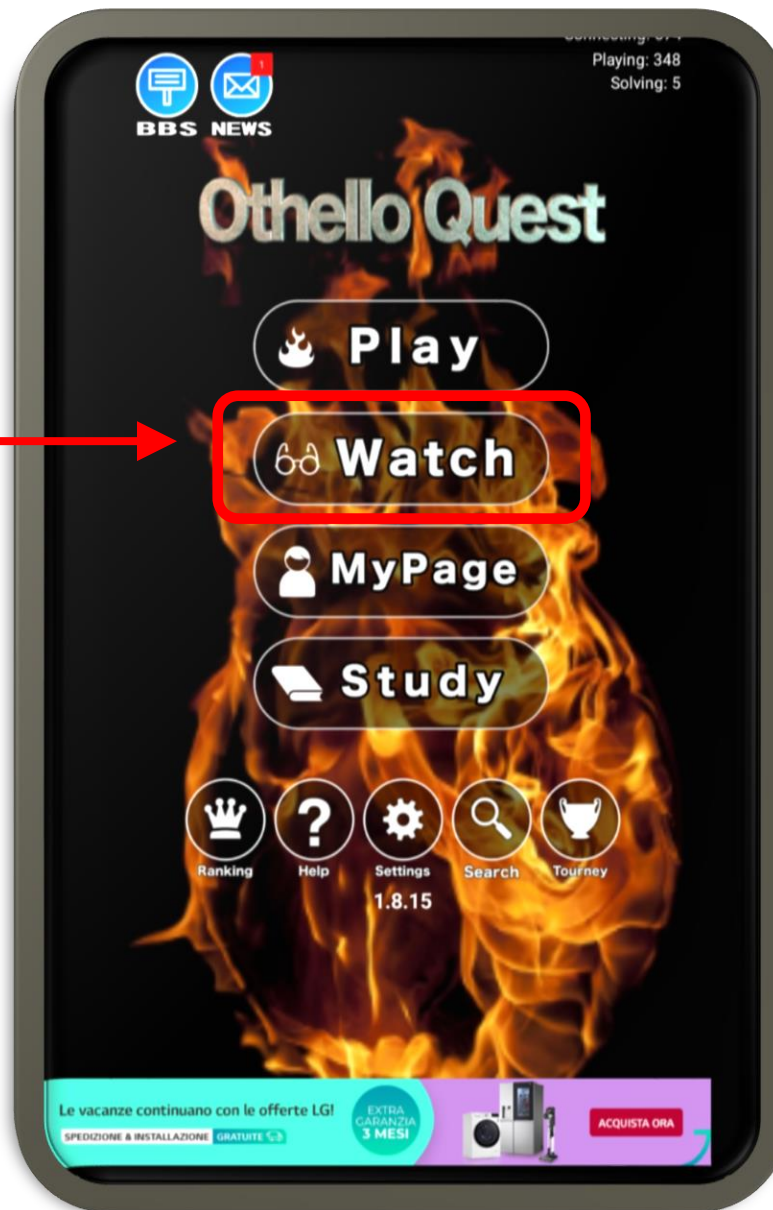 Playing: 348
Solving: 5
1
BBS NEWS
Othello Quest
Play
Watch
MyPage
Study
Ranking Help Settings Search Tourney
1.8.15
Le vacanze continuano con le offerte LG!
SPEDIZIONE & INSTALLAZIONE GRATUITE
EXTRA
GARANZIA
3 MESI
ACQUISTA ORA